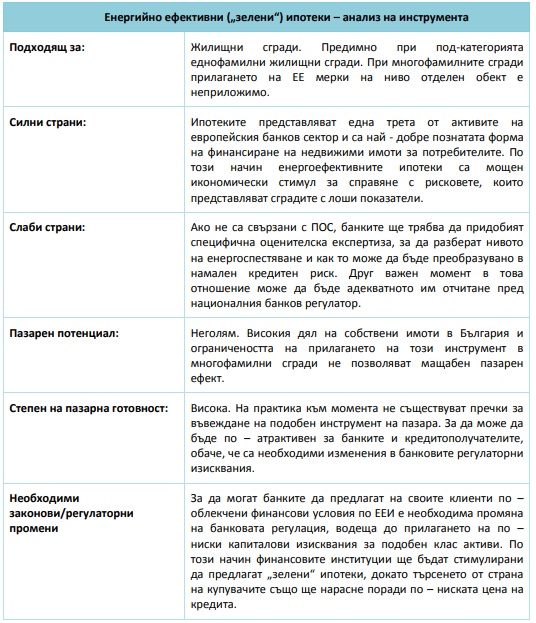 Енергийно ефективни („зелени“) ипотеки – анализ на инструмента
Подходящ за:
Жилищни сгради. Предимно при под-категорията
еднофамилни жилищни сгради. При многофамилните сгради
прилагането на ЕЕ мерки на ниво отделен обект е
неприложимо.
Силни страни:
Ипотеките представляват една трета от активите на
европейския банков сектор и са най - добре познатата форма
на финансиране на недвижими имоти за потребителите. По
този начин енергоефективните ипотеки са мощен
икономически стимул за справяне с рисковете, които
представляват сградите с лоши показатели.
Слаби страни:
Ако не са свързани с ПОС, банките ще трябва да придобият
специфична оценителска експертиза, за да разберат нивото
на енергоспестяване и как то може да бъде преобразувано в
намален кредитен риск. Друг важен момент в това
отношение може да бъде адекватното им отчитане пред
националния банков регулатор.
Пазарен потенциал:
Неголям. Високия дял на собствени имоти в България и
ограничеността на прилагането на този инструмент в
многофамилни сгради не позволяват мащабен пазарен
ефект.
Степен на пазарна готовност:
Висока. На практика към момента не съществуват пречки за
въвеждане на подобен инструмент на пазара. За да може да
бъде по – атрактивен за банките и кредитополучателите,
обаче, че са необходими изменения в банковите регулаторни
изисквания.
Необходими
законови/регулаторни
промени
За да могат банките да предлагат на своите клиенти по –
облекчени финансови условия по ЕЕИ е необходима промяна
на банковата регулация, водеща до прилагането на по –
ниски капиталови изисквания за подобен клас активи. По
този начин финансовите институции ще бъдат стимулирани
да предлагат „зелени“ ипотеки, докато търсенето от страна
на купувачите също ще нарасне поради по – ниската цена на
кредита.